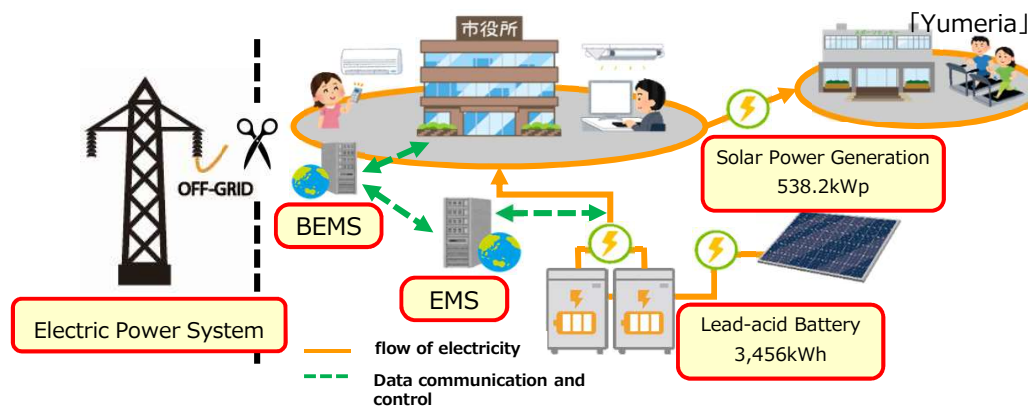 「Yumeria」
市役所
OFF-GRID
Solar Power Generation
538.2kWp
BEMS
EMS
Electric Power System
Lead-acid Battery
3,456kWh
flow of electricity
Data communication and
control